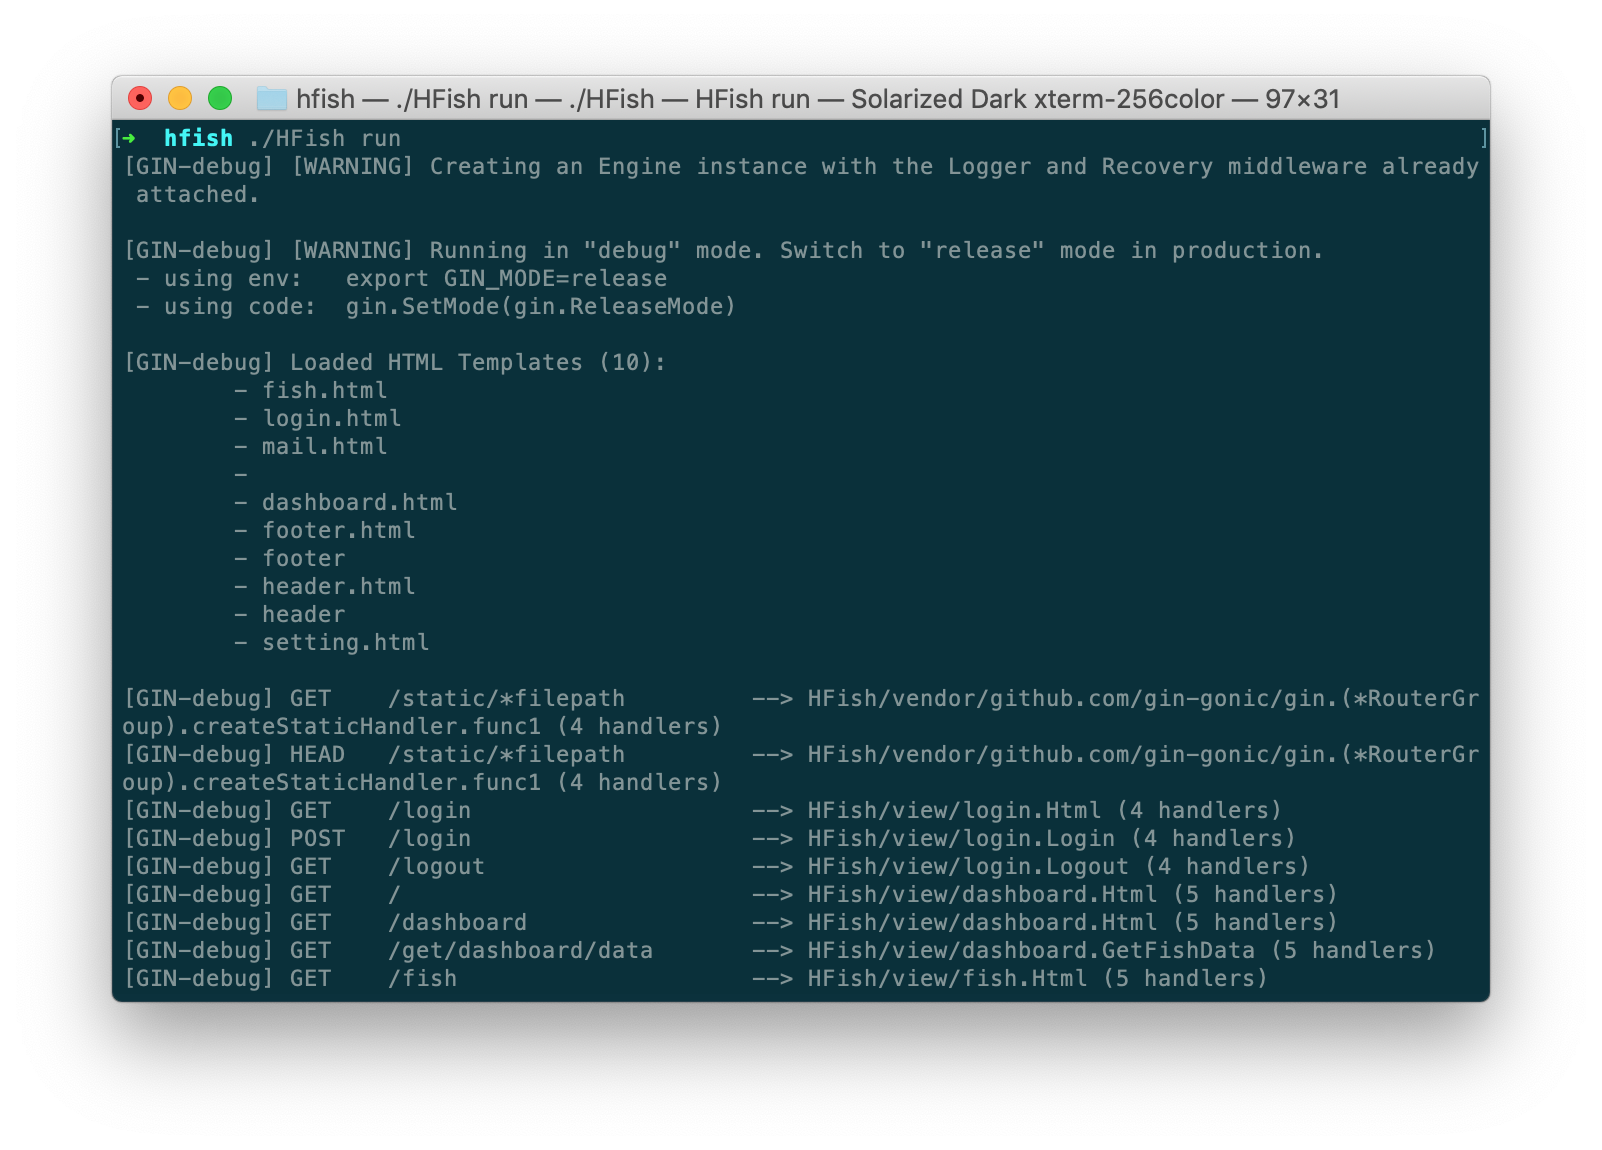 hfish — ./HFish run — ./HFish — HFish run — Solarized Dark xterm-256color — 97×31
[➜  hfish ./HFish run ]
[GIN-debug] [WARNING] Creating an Engine instance with the Logger and Recovery middleware already
 attached.
[GIN-debug] [WARNING] Running in "debug" mode. Switch to "release" mode in production.
 - using env:   export GIN_MODE=release
 - using code:  gin.SetMode(gin.ReleaseMode)
[GIN-debug] Loaded HTML Templates (10):
        - fish.html
        - login.html
        - mail.html
        -
        - dashboard.html
        - footer.html
        - footer
        - header.html
        - header
        - setting.html
[GIN-debug] GET    /static/*filepath         --> HFish/vendor/github.com/gin-gonic/gin.(*RouterGr
oup).createStaticHandler.func1 (4 handlers)
[GIN-debug] HEAD   /static/*filepath         --> HFish/vendor/github.com/gin-gonic/gin.(*RouterGr
oup).createStaticHandler.func1 (4 handlers)
[GIN-debug] GET    /login                    --> HFish/view/login.Html (4 handlers)
[GIN-debug] POST   /login                    --> HFish/view/login.Login (4 handlers)
[GIN-debug] GET    /logout                   --> HFish/view/login.Logout (4 handlers)
[GIN-debug] GET    /                         --> HFish/view/dashboard.Html (5 handlers)
[GIN-debug] GET    /dashboard                --> HFish/view/dashboard.Html (5 handlers)
[GIN-debug] GET    /get/dashboard/data       --> HFish/view/dashboard.GetFishData (5 handlers)
[GIN-debug] GET    /fish                     --> HFish/view/fish.Html (5 handlers)